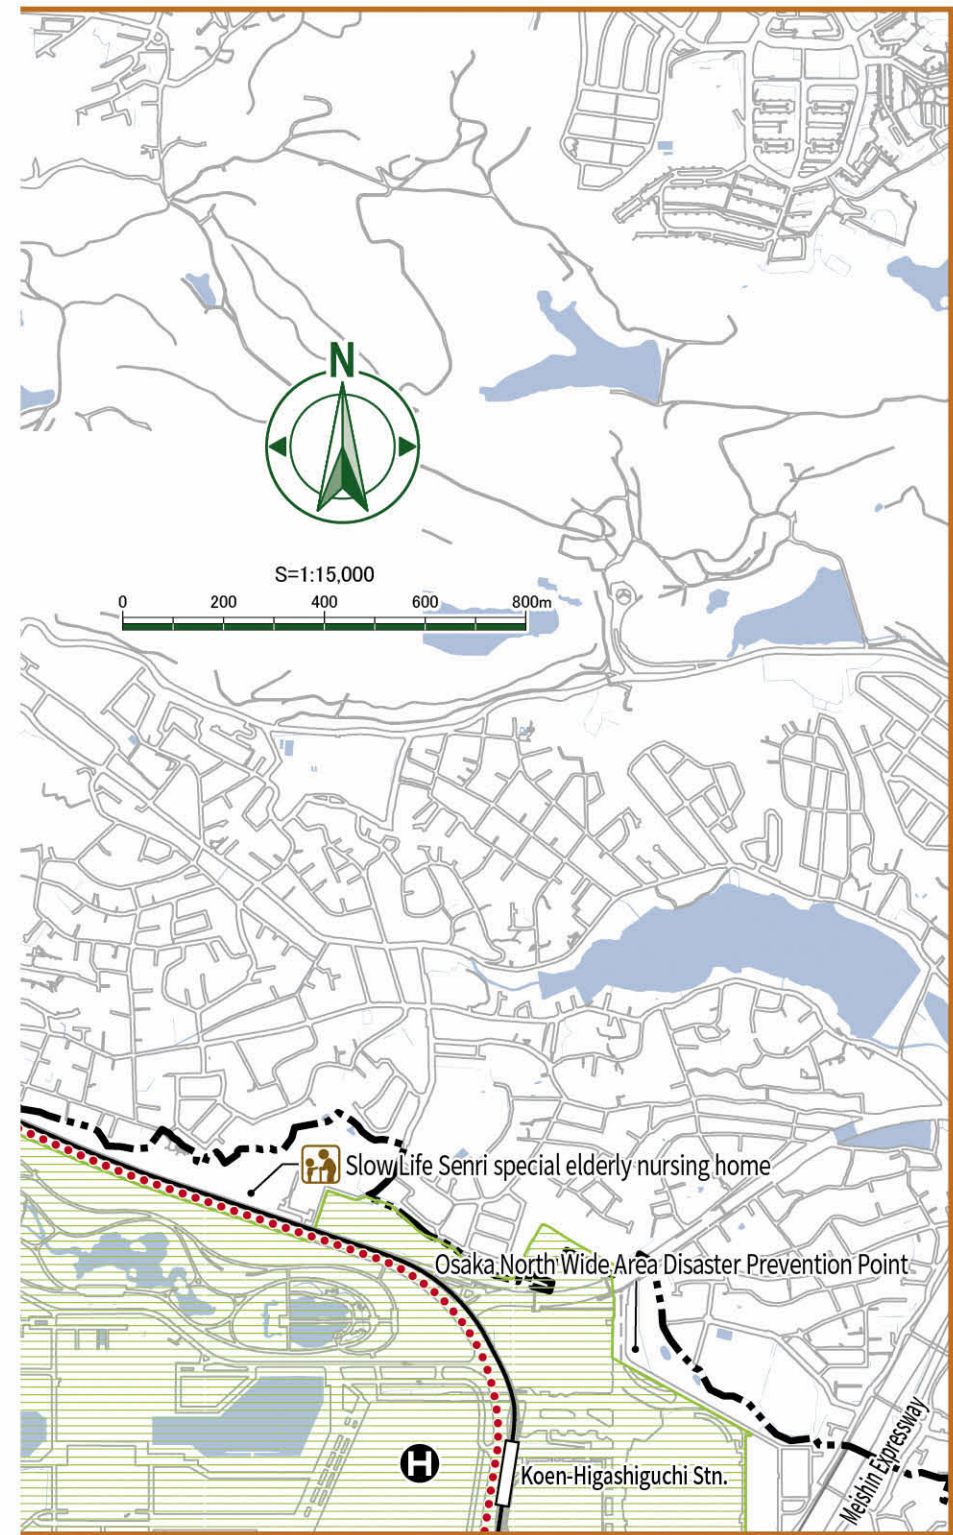 N
S=1:15,000
0 200 400 600 800m
Slow Life Senri special elderly nursing home
Osaka North Wide Area Disaster Prevention Point
Meishin Expressway
H
Koen-Higashiguchi Stn.